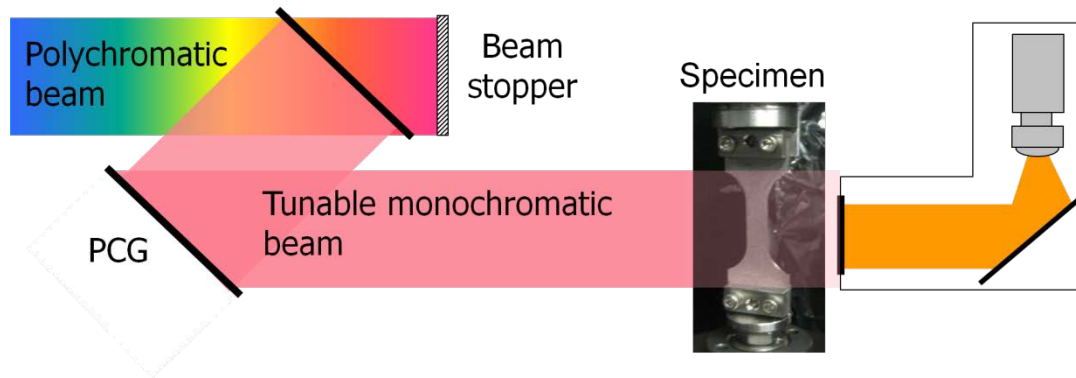 Polychromatic
beam
Beam
stopper
Specimen
Tunable monochromatic
beam
PCG